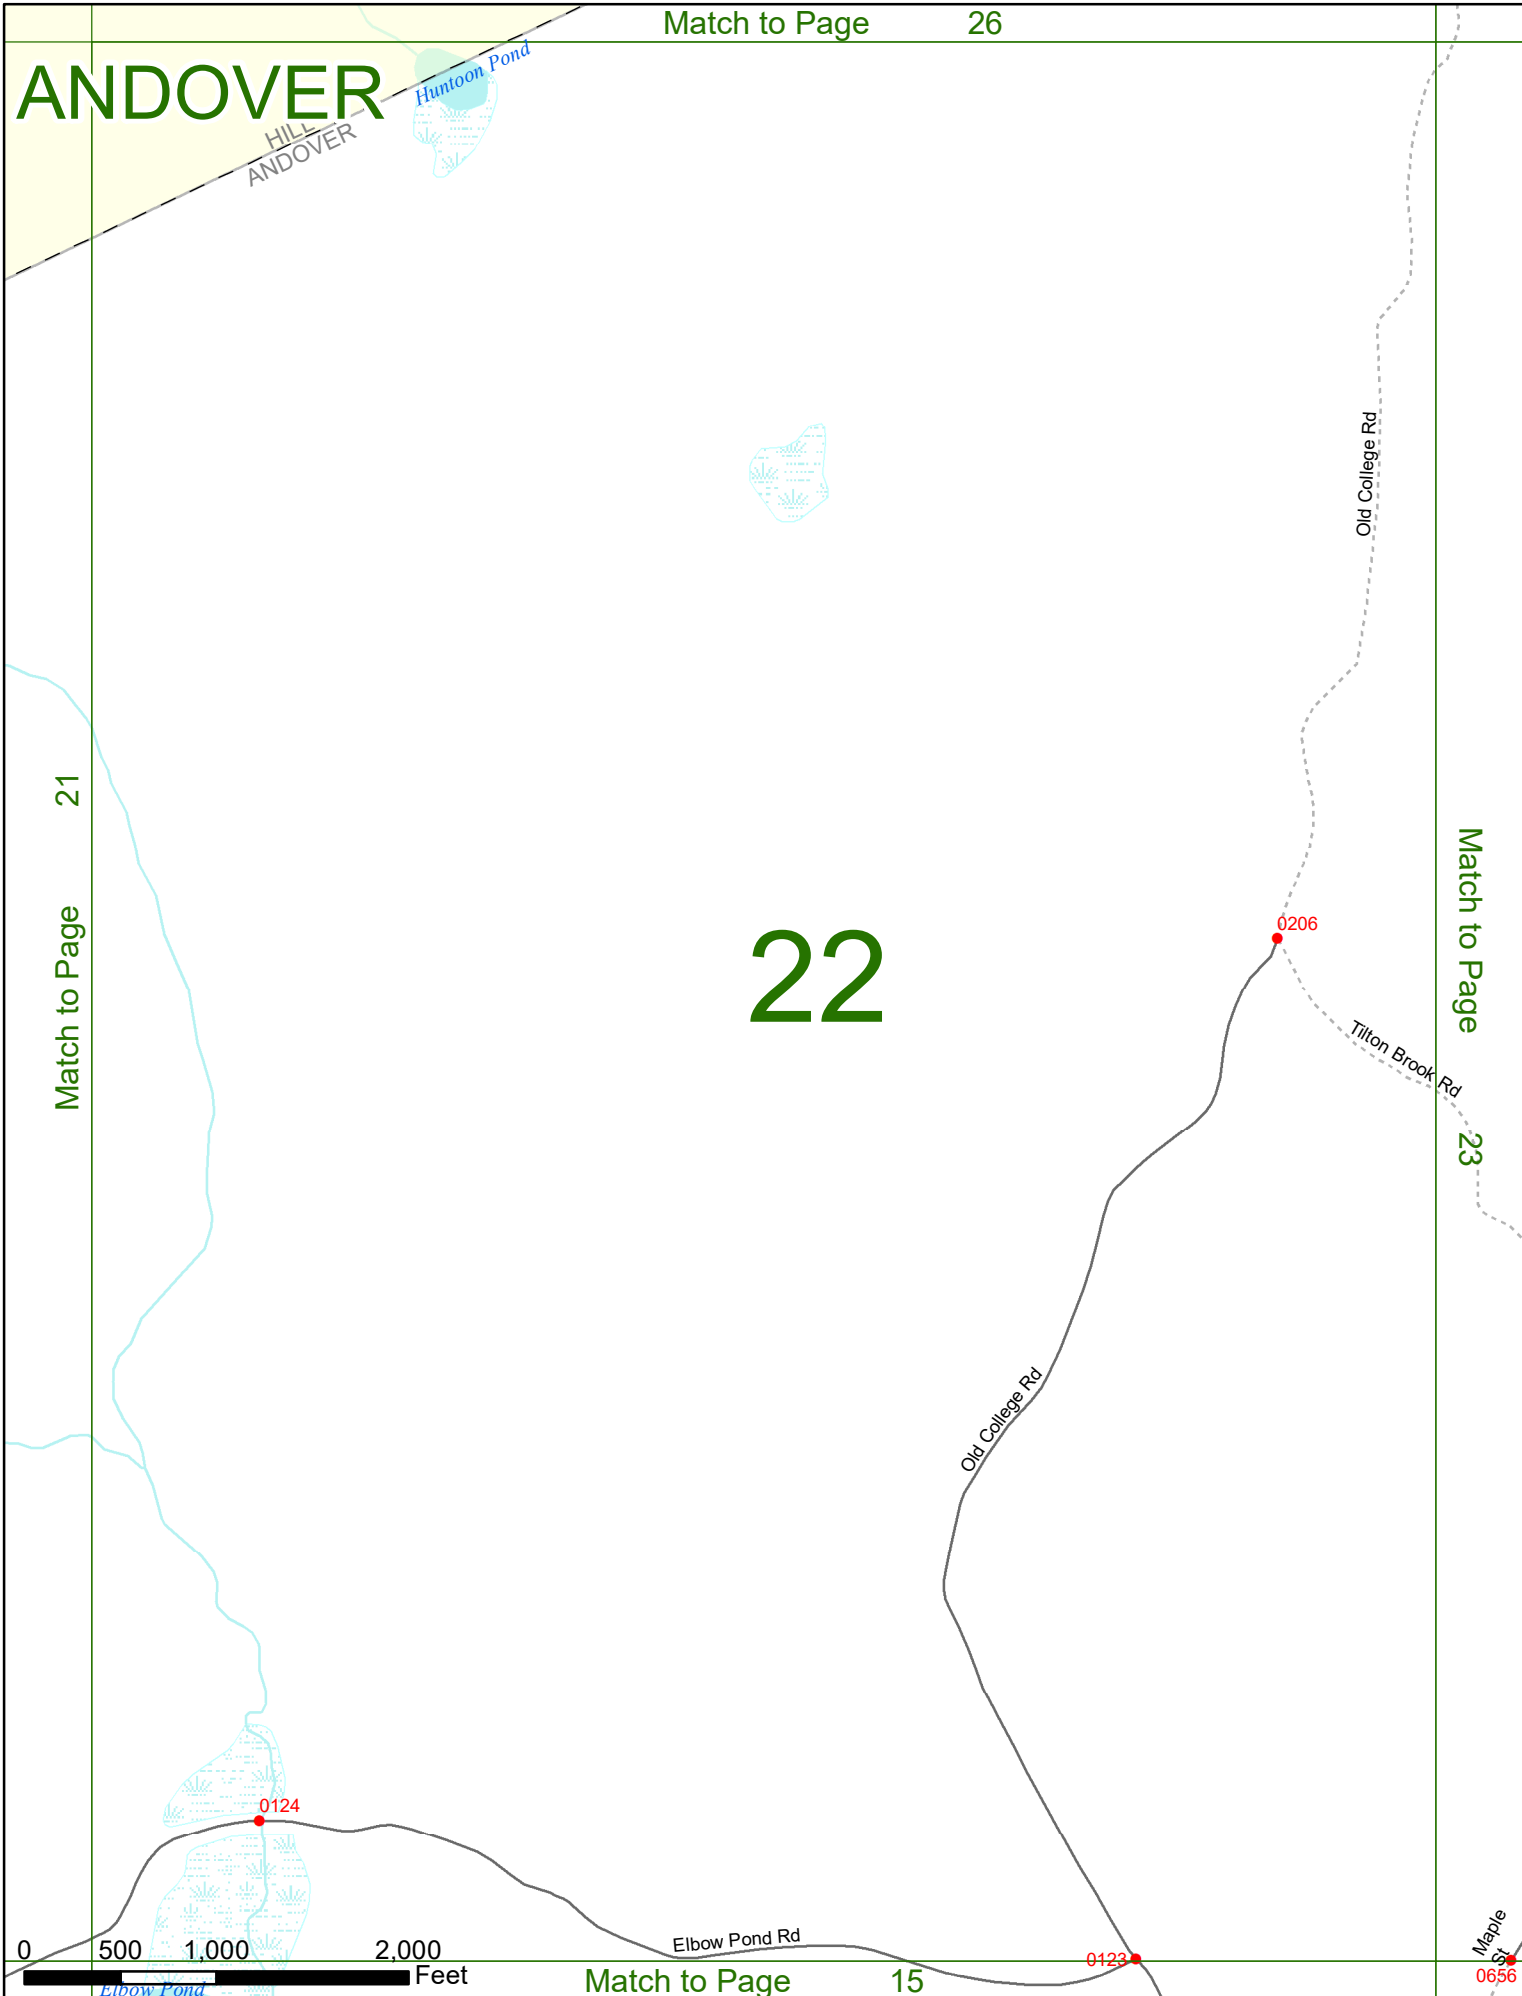 Match to Page 26
ANDOVER
Huntoon Pond
HILL
ANDOVER
Old College Rd
Match to Page 21
22
0206
Match to Page 23
Tilton Brook Rd
Old College Rd
0124
Elbow Pond Rd
0123
Maple St
0656
0 500 1,000 2,000
Feet
Elbow Pond
Match to Page 15